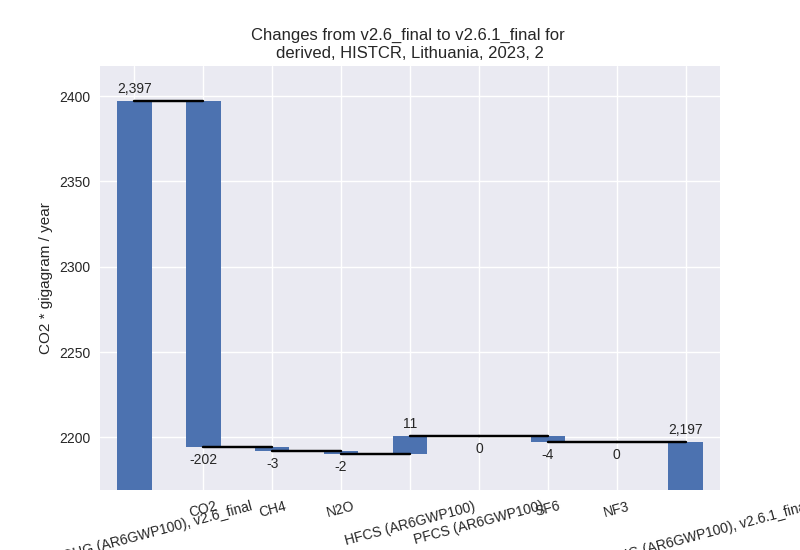 Changes from v2.6_final to v2.6.1_final for
derived, HISTCR, Lithuania, 2023, 2
CO2 * gigagram / year
2400
2350
2300
2250
2200
2,397
-202
-3
-2
11
0
-4
0
2,197
(AR6GWP100), v2.6_final
CO2
CH4
N2O
HFCS (AR6GWP100)
PFCS (AR6GWP100)
SF6
NF3
(AR6GWP100), v2.6.1_final